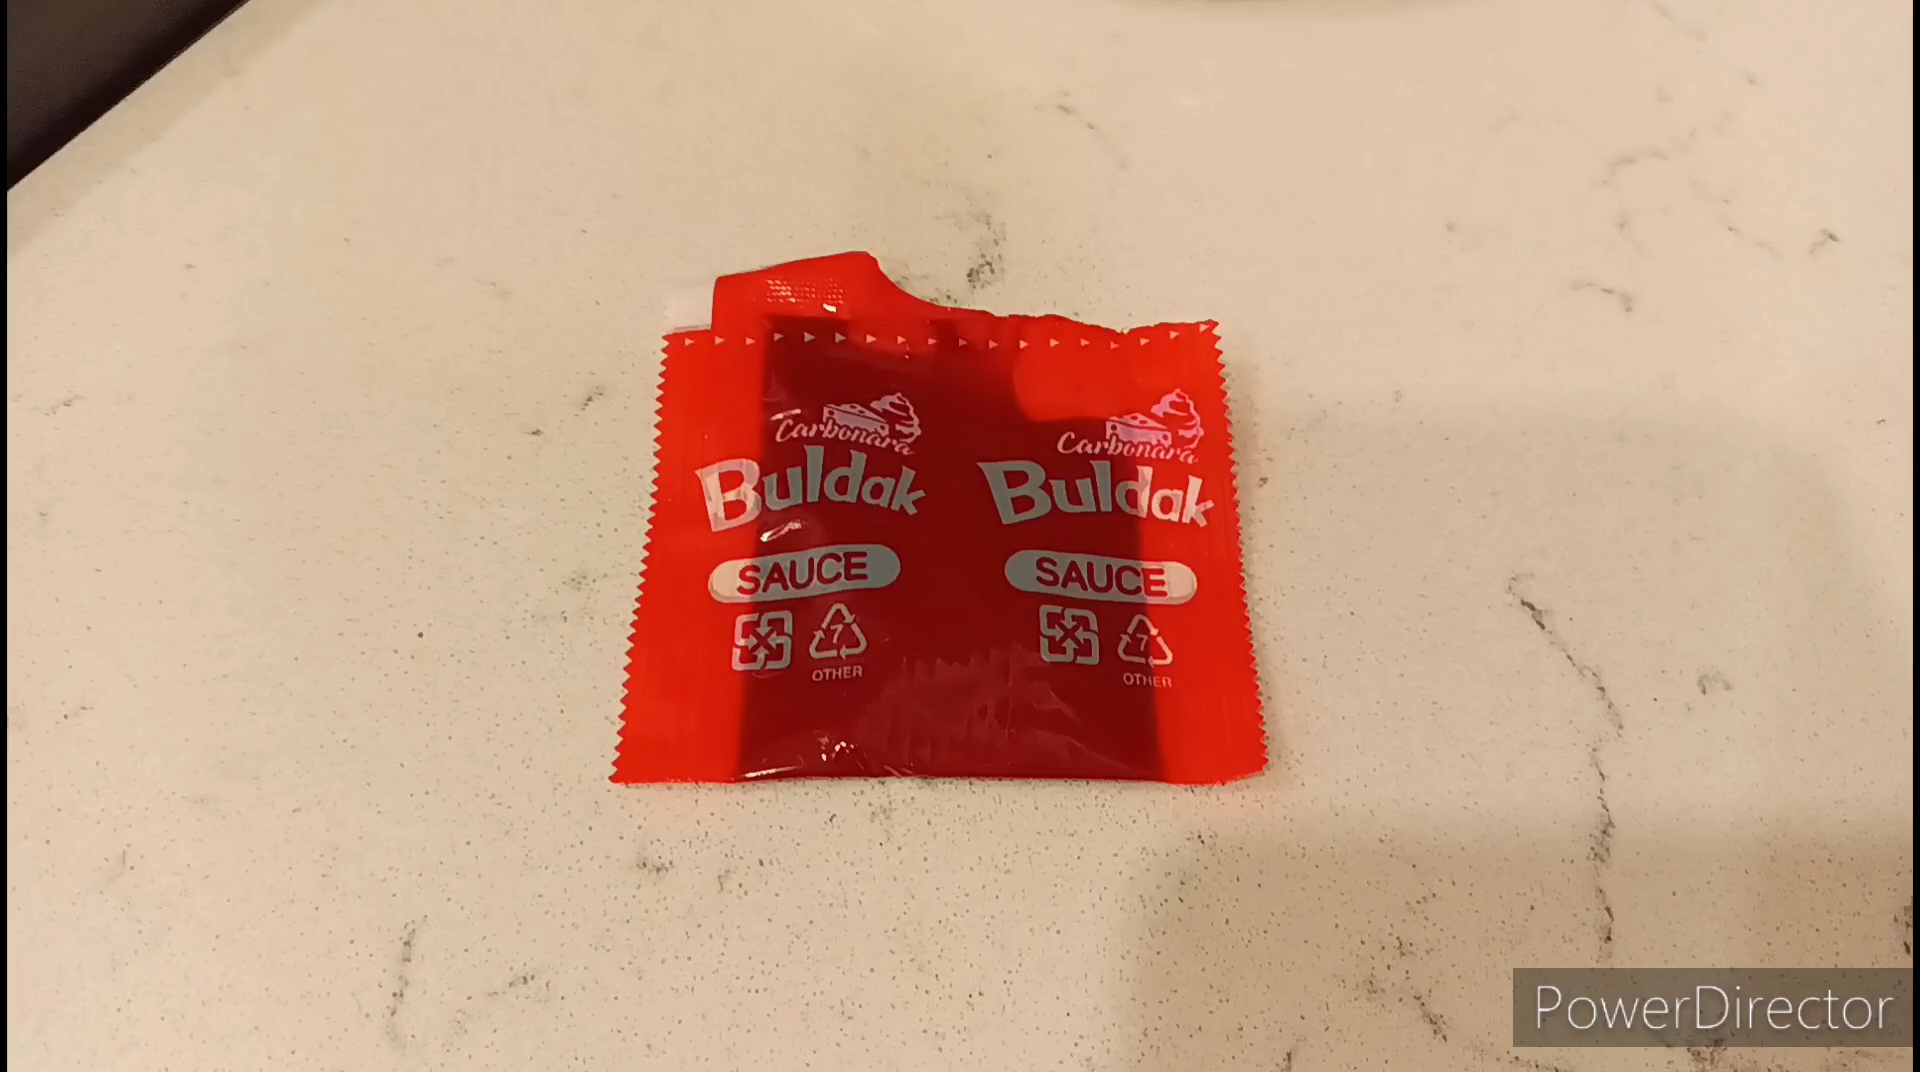 Carbonara
Buldak
SAUCE
7
OTHER
Carbonara
Buldak
SAUCE
7
OTHER
PowerDirector